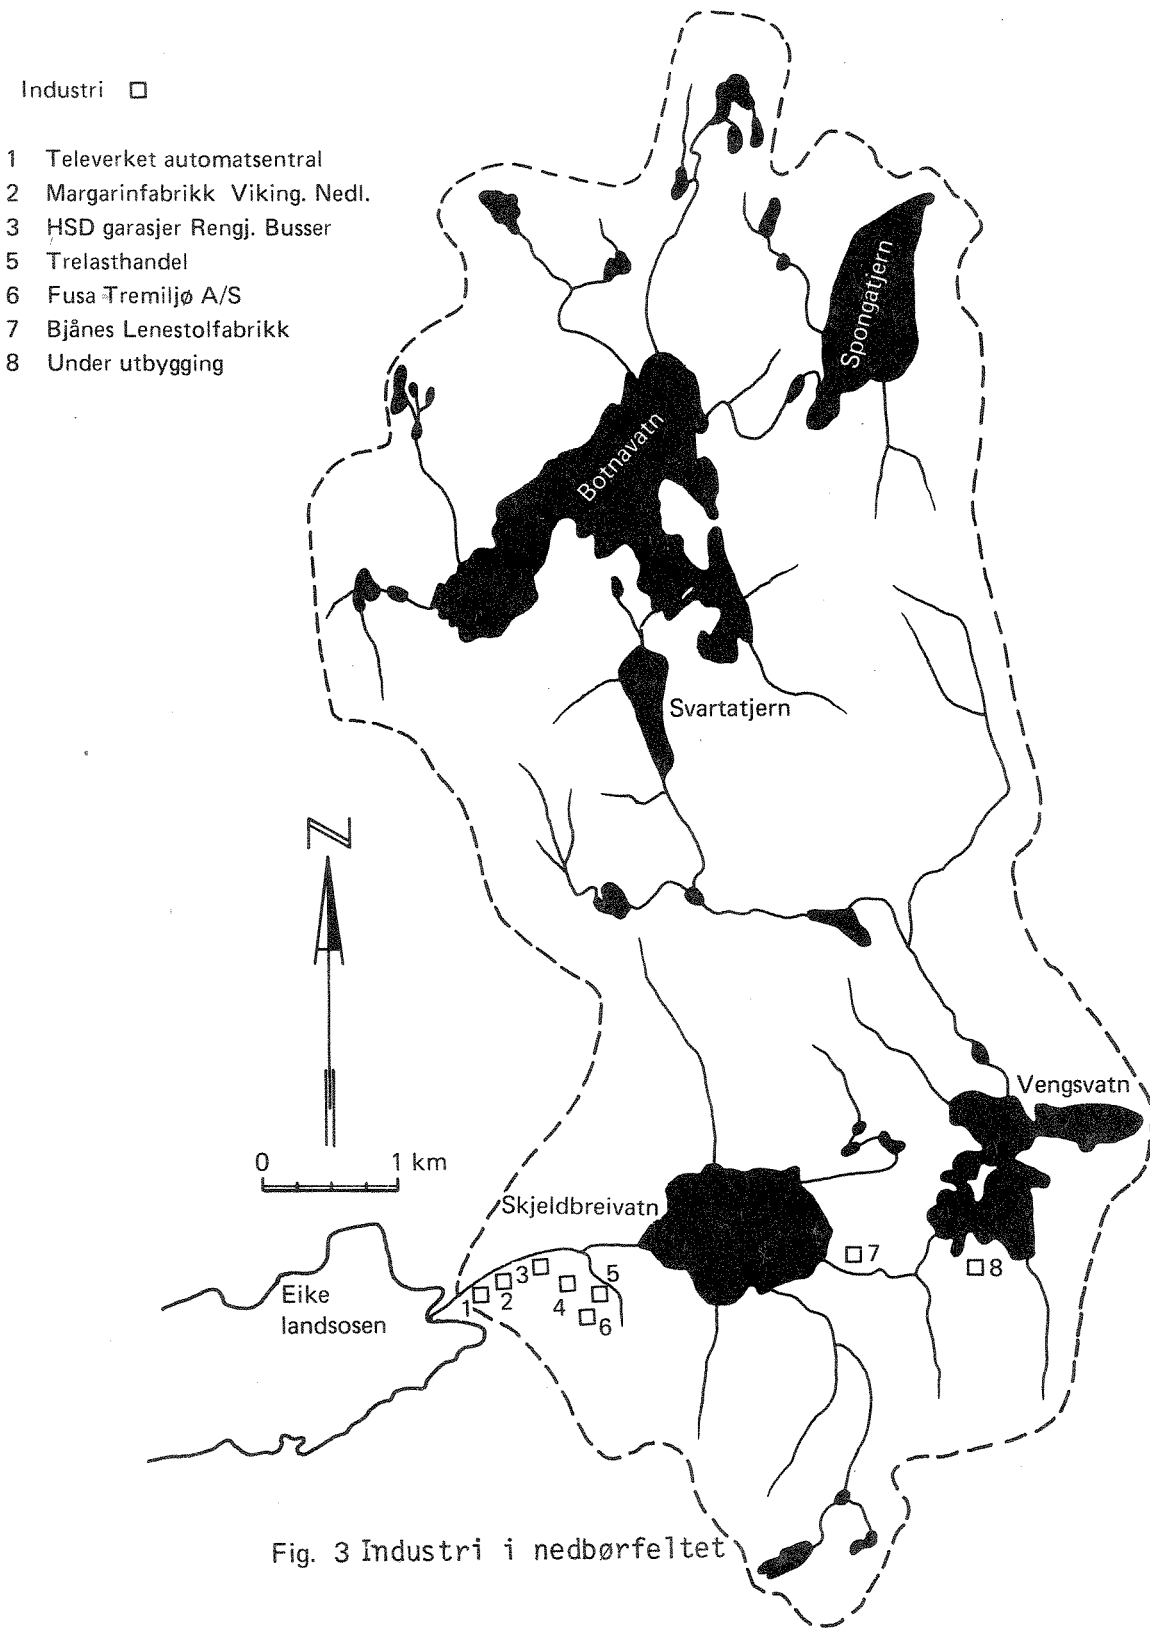 Industri
1 Televerket automatsentral
2 Margarinfabrikk Viking. Nedl.
3 HSD garasjer Rengj. Busser
5 Trelasthandel
6 Fusa Tremiljø A/S
7 Bjånes Lenestolfabrikk
8 Under utbygging
Spongatjern
Botnavatn
Svartatjern
N
Vengsvatn
0 1 km
Skjeldbreivatn
7
8
3
5
Eike
landsosen
1
2
4
6
Fig. 3 Industri i nedbørfeltet